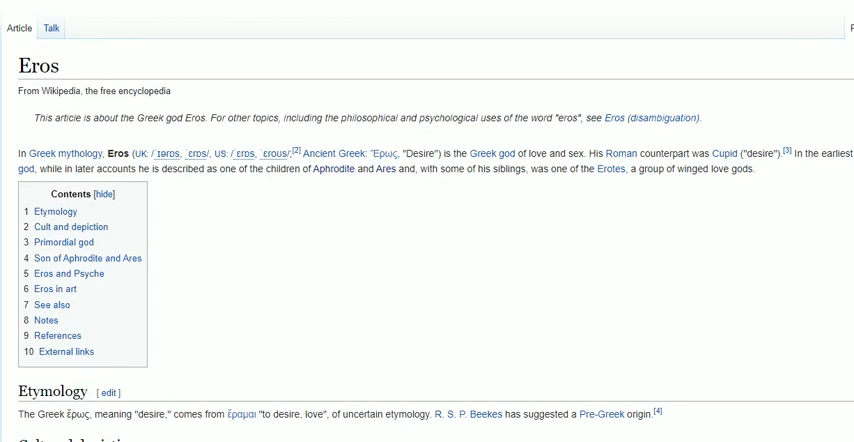 Article Talk
Eros
From Wikipedia, the free encyclopedia
This article is about the Greek god Eros. For other topics, including the philosophical and psychological uses of the word "eros", see Eros (disambiguation).
In Greek mythology, Eros (UK: /ˈɪərɒs, ˈɛrɒs/, US: /ˈɛrɒs, ˈɛroʊs/;[2] Ancient Greek: Ἔρως, "Desire") is the Greek god of love and sex. His Roman counterpart was Cupid ("desire").[3] In the earliest
god, while in later accounts he is described as one of the children of Aphrodite and Ares and, with some of his siblings, was one of the Erotes, a group of winged love gods.
Contents [hide]
1 Etymology
2 Cult and depiction
3 Primordial god
4 Son of Aphrodite and Ares
5 Eros and Psyche
6 Eros in art
7 See also
8 Notes
9 References
10 External links
Etymology [ edit ]
The Greek ἔρως, meaning "desire," comes from ἔραμαι "to desire, love", of uncertain etymology. R. S. P. Beekes has suggested a Pre-Greek origin.[4]